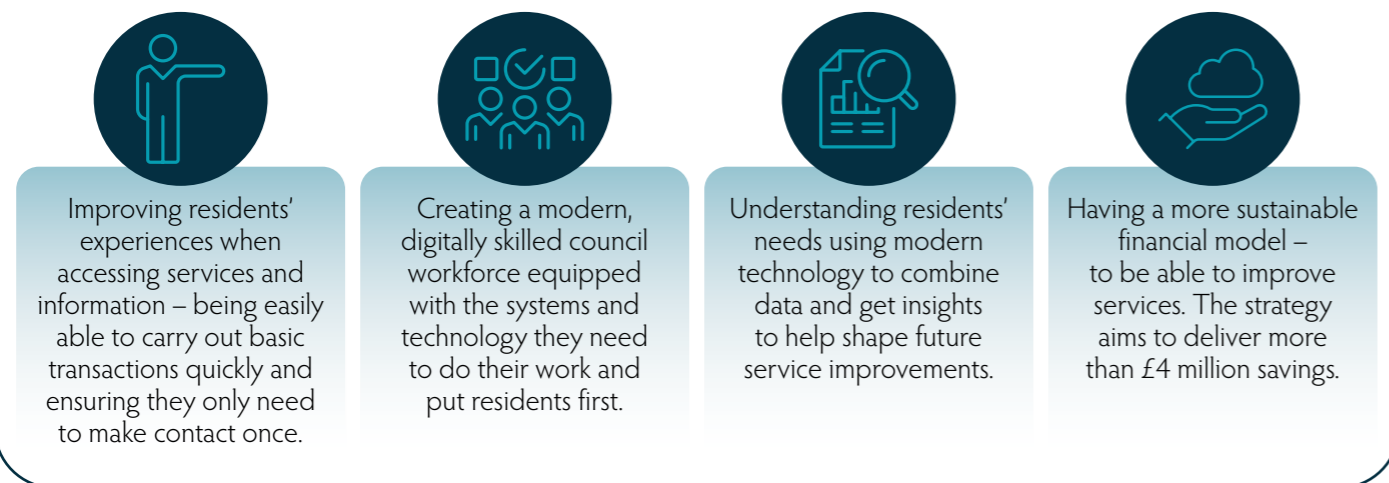 Improving residents’
experiences when
accessing services and
information – being easily
able to carry out basic
transactions quickly and
ensuring they only need
to make contact once.
Creating a modern,
digitally skilled council
workforce equipped
with the systems and
technology they need
to do their work and
put residents first.
Understanding residents’
needs using modern
technology to combine
data and get insights
to help shape future
service improvements.
Having a more sustainable
financial model –
to be able to improve
services. The strategy
aims to deliver more
than £4 million savings.